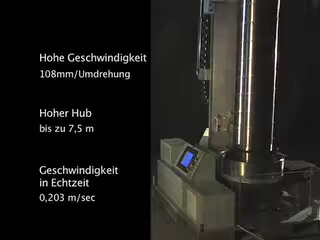 Hohe Geschwindigkeit
108mm/Umdrehung
Hoher Hub
bis zu 7,5 m
Geschwindigkeit
in Echtzeit
0,203 m/sec